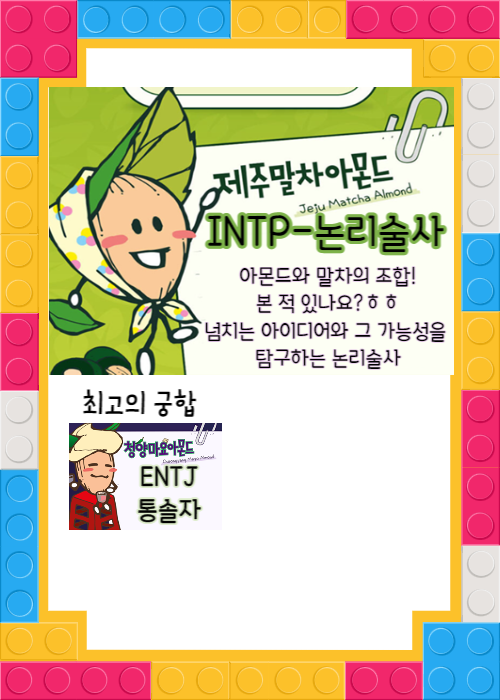 제주말차아몬드
Jeju Matcha Almond
INTP-논리술사
아몬드와 말차의 조합!
본 적 있나요?ㅎㅎ
넘치는 아이디어와 그 가능성을
탐구하는 논리술사
최고의 궁합
청양마요아몬드
Cheongyang Mayo Almond
ENTJ
통솔자